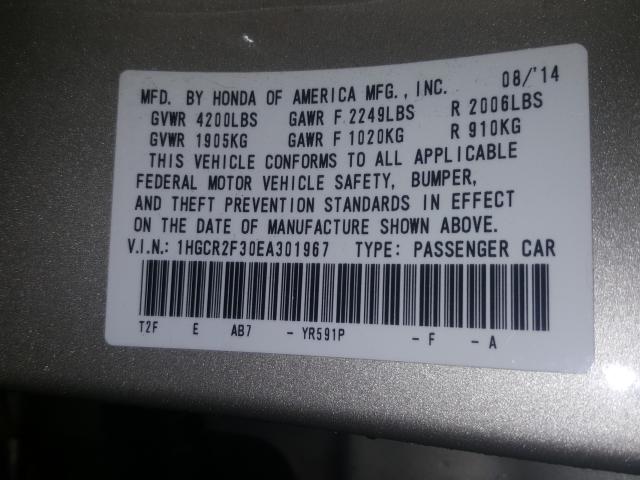 MFD. BY HONDA OF AMERICA MFG., INC. 08/'14
GVWR 4200LBS GAWR F 2249LBS R 2006LBS
GVWR 1905KG GAWR F 1020KG R 910KG
THIS VEHICLE CONFORMS TO ALL APPLICABLE
FEDERAL MOTOR VEHICLE SAFETY, BUMPER,
AND THEFT PREVENTION STANDARDS IN EFFECT
ON THE DATE OF MANUFACTURE SHOWN ABOVE.
V.I.N.: 1HGCR2F30EA301967 TYPE: PASSENGER CAR
T2F E AB7 - YR591P - F - A